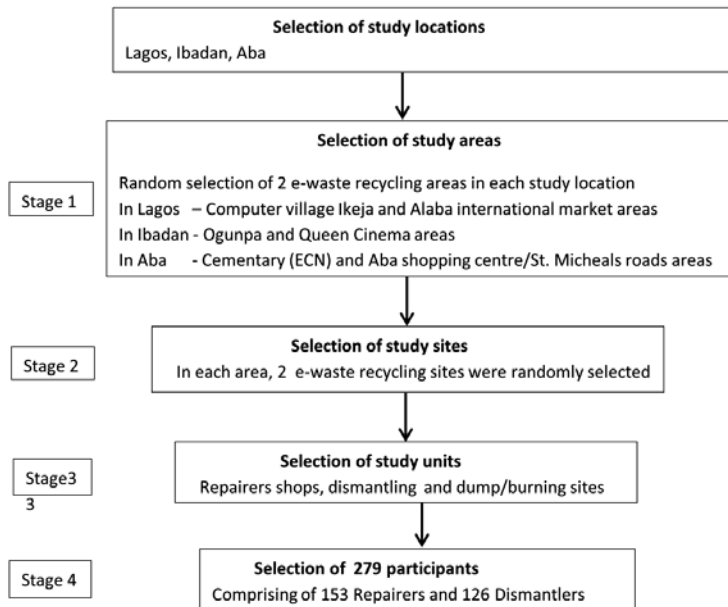 Selection of study locations
Lagos, Ibadan, Aba
Selection of study areas
Stage 1
Random selection of 2 e-waste recycling areas in each study location
In Lagos – Computer village Ikeja and Alaba international market areas
In Ibadan - Ogunpa and Queen Cinema areas
In Aba - Cementary (ECN) and Aba shopping centre/St. Micheals roads areas
Selection of study sites
Stage 2
In each area, 2 e-waste recycling sites were randomly selected
Selection of study units
Stage3
3
Repairers shops, dismantling and dump/burning sites
Selection of 279 participants
Stage 4
Comprising of 153 Repairers and 126 Dismantlers